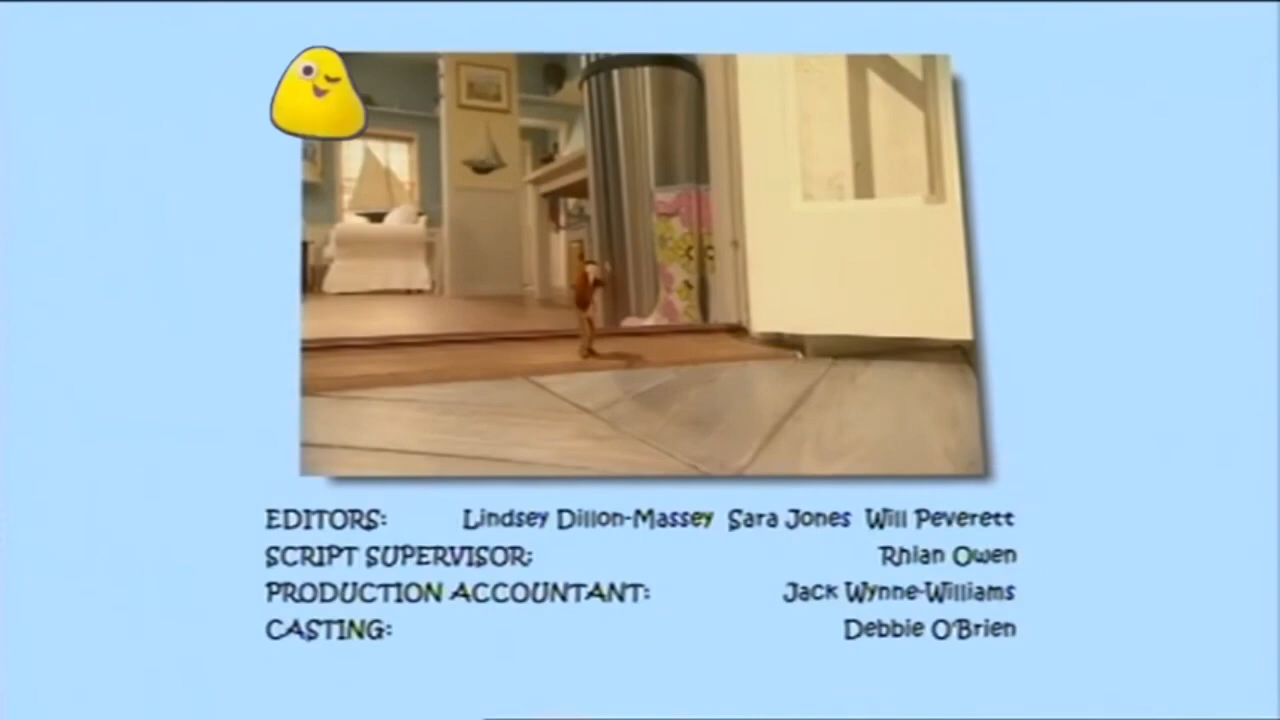 EDITORS: Lindsey Dillon-Massey Sara Jones Will Peverett
SCRIPT SUPERVISOR: Rhian Owen
PRODUCTION ACCOUNTANT: Jack Wynne-Williams
CASTING: Debbie O'Brien